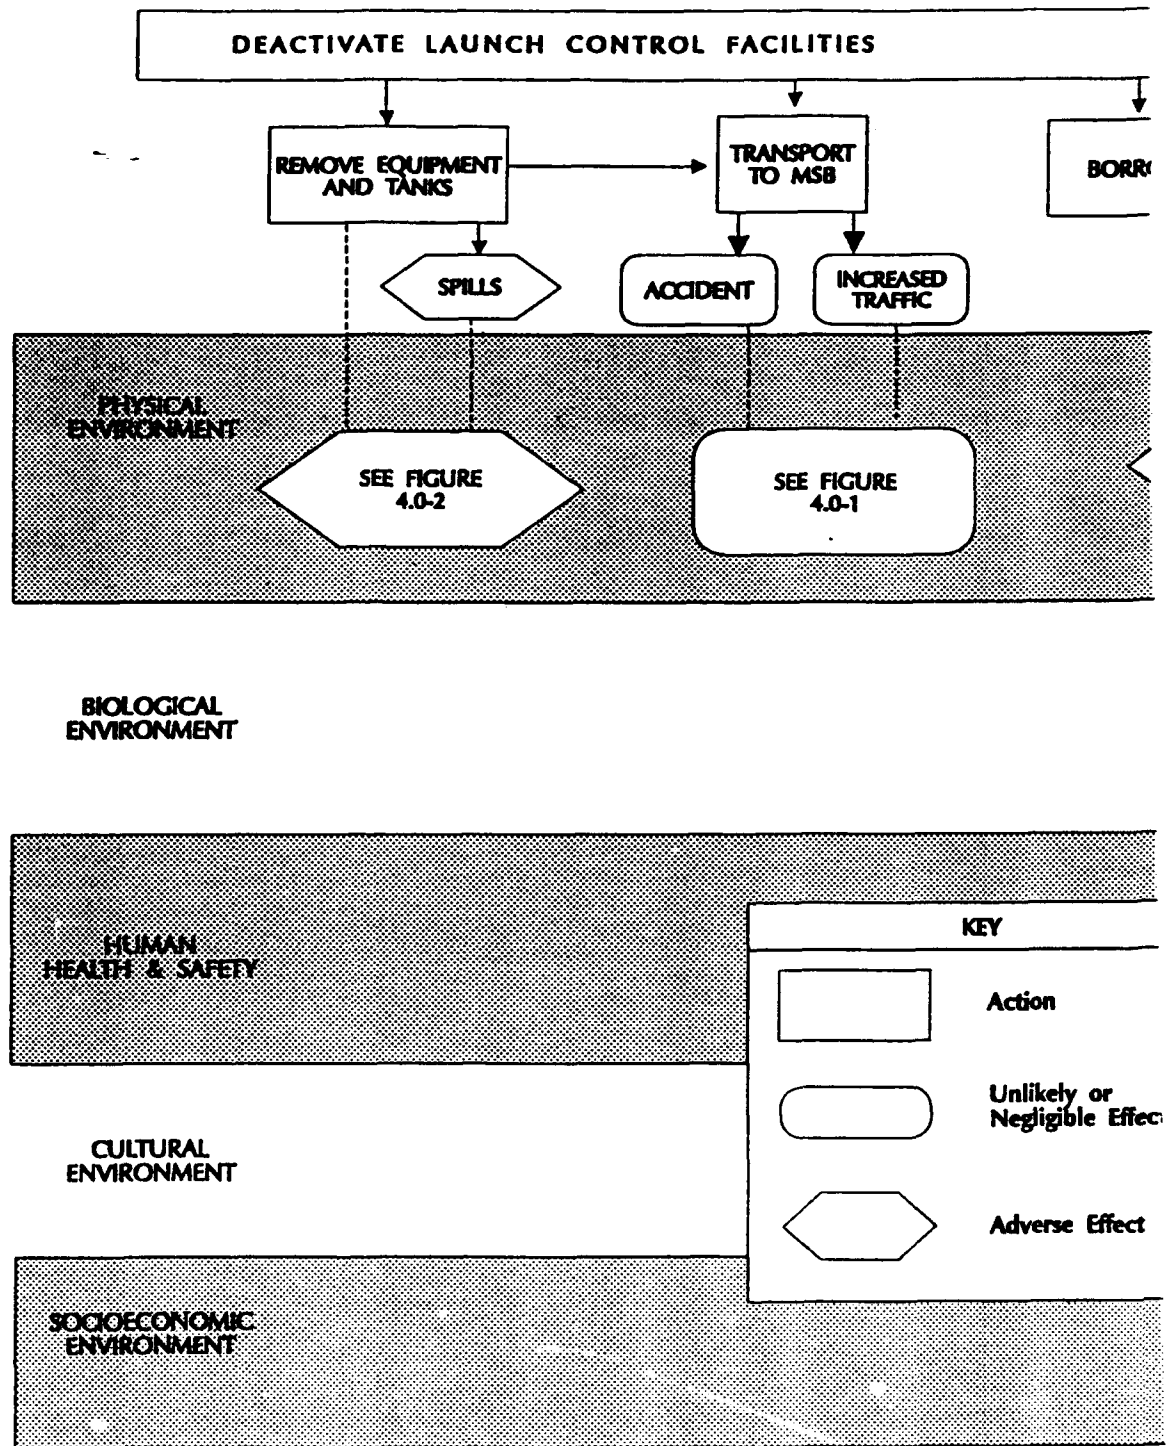 DEACTIVATE LAUNCH CONTROL FACILITIES
REMOVE EQUIPMENT
AND TANKS
TRANSPORT
TO MSB
SPILLS
ACCIDENT
INCREASED
TRAFFIC
PHYSICAL
ENVIRONMENT
SEE FIGURE
4.0-2
SEE FIGURE
4.0-1
BIOLOGICAL
ENVIRONMENT
HUMAN
HEALTH & SAFETY
KEY
Action
Unlikely or
Negligible
Adverse Effect
CULTURAL
ENVIRONMENT
SOCIOECONOMIC
ENVIRONMENT